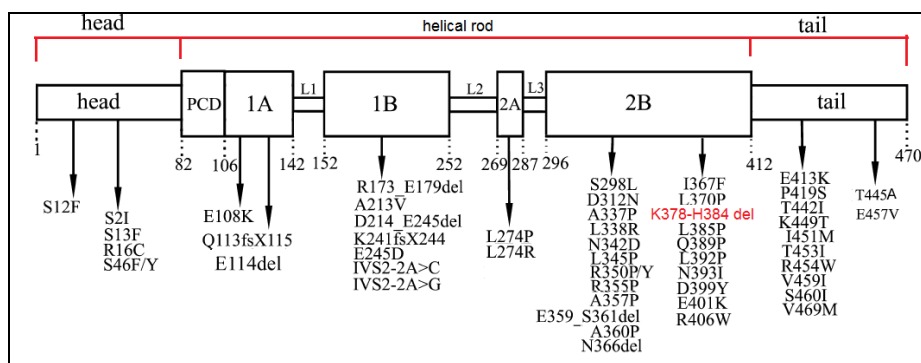 head
helical rod
tail
head
PCD
1A
L1
1B
L2
2A
L3
2B
tail
1
82
106
142
152
252
269
287
296
412
470
S12F
S2I
S13F
R16C
S46F/Y
E108K
Q113fsX115
E114del
R173_E179del
A213V
D214_E245del
K241fsX244
E245D
IVS2-2A>C
IVS2-2A>G
L274P
L274R
S298L
D312N
A337P
L338R
N342D
L345P
R350P/Y
R355P
A357P
E359_S361del
A360P
N366del
I367F
L370P
K378-H384 del
L385P
Q389P
L392P
N393I
D399Y
E401K
R406W
E413K
P419S
T442I
K449T
I451M
T453I
R454W
V459I
S460I
V469M
T445A
E457V